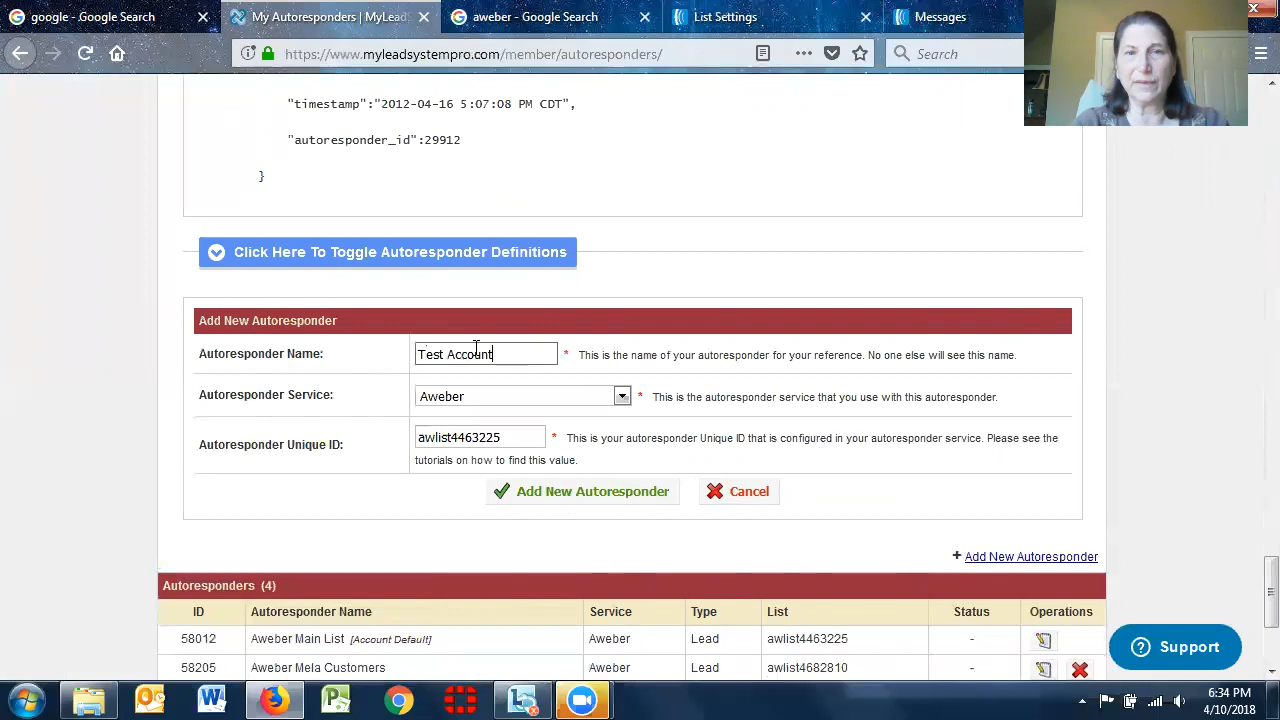 google - Google Search
My Autoresponders | MyLeadS
aweber - Google Search
List Settings
Messages
https://www.myleadsystempro.com/member/autoresponders/
Search
"timestamp":"2012-04-16 5:07:08 PM CDT",
"autoresponder_id":29912
}
Click Here To Toggle Autoresponder Definitions
Add New Autoresponder
Autoresponder Name:
Test Account
* This is the name of your autoresponder for your reference. No one else will see this name.
Autoresponder Service:
Aweber
* This is the autoresponder service that you use with this autoresponder.
Autoresponder Unique ID:
awlist4463225
* This is your autoresponder Unique ID that is configured in your autoresponder service. Please see the
tutorials on how to find this value.
Add New Autoresponder
Cancel
+ Add New Autoresponder
Autoresponders (4)
ID Autoresponder Name Service Type List Status Operations
58012 Aweber Main List [Account Default] Aweber Lead awlist4463225 -
58205 Aweber Mela Customers Aweber Lead awlist4682810 -
Support
6:34 PM
4/10/2018